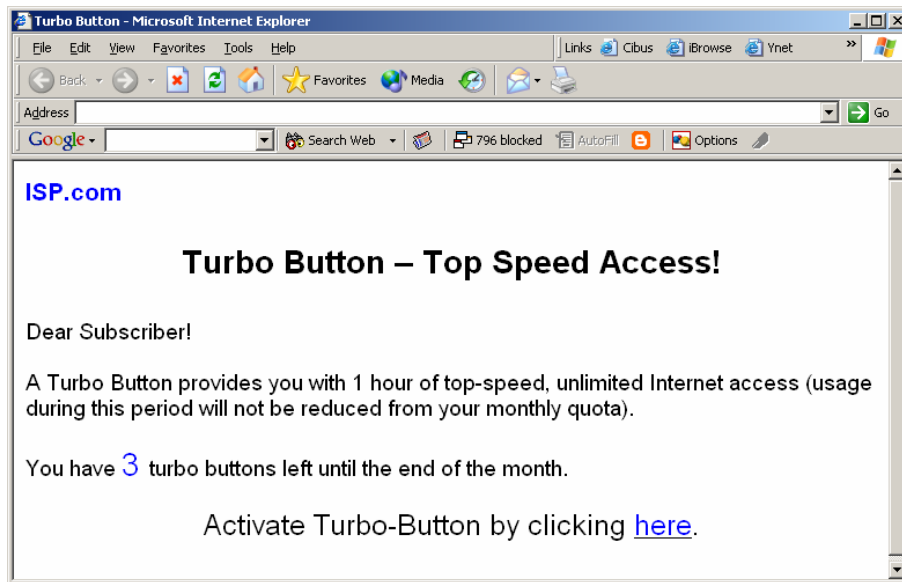 Turbo Button - Microsoft Internet Explorer
File Edit View Favorites Tools Help Links Cibus iBrowse Ynet »
Back Favorites Media
Address Go
Google Search Web 796 blocked AutoFill Options
ISP.com
Turbo Button – Top Speed Access!
Dear Subscriber!
A Turbo Button provides you with 1 hour of top-speed, unlimited Internet access (usage
during this period will not be reduced from your monthly quota).
You have 3 turbo buttons left until the end of the month.
Activate Turbo-Button by clicking here.